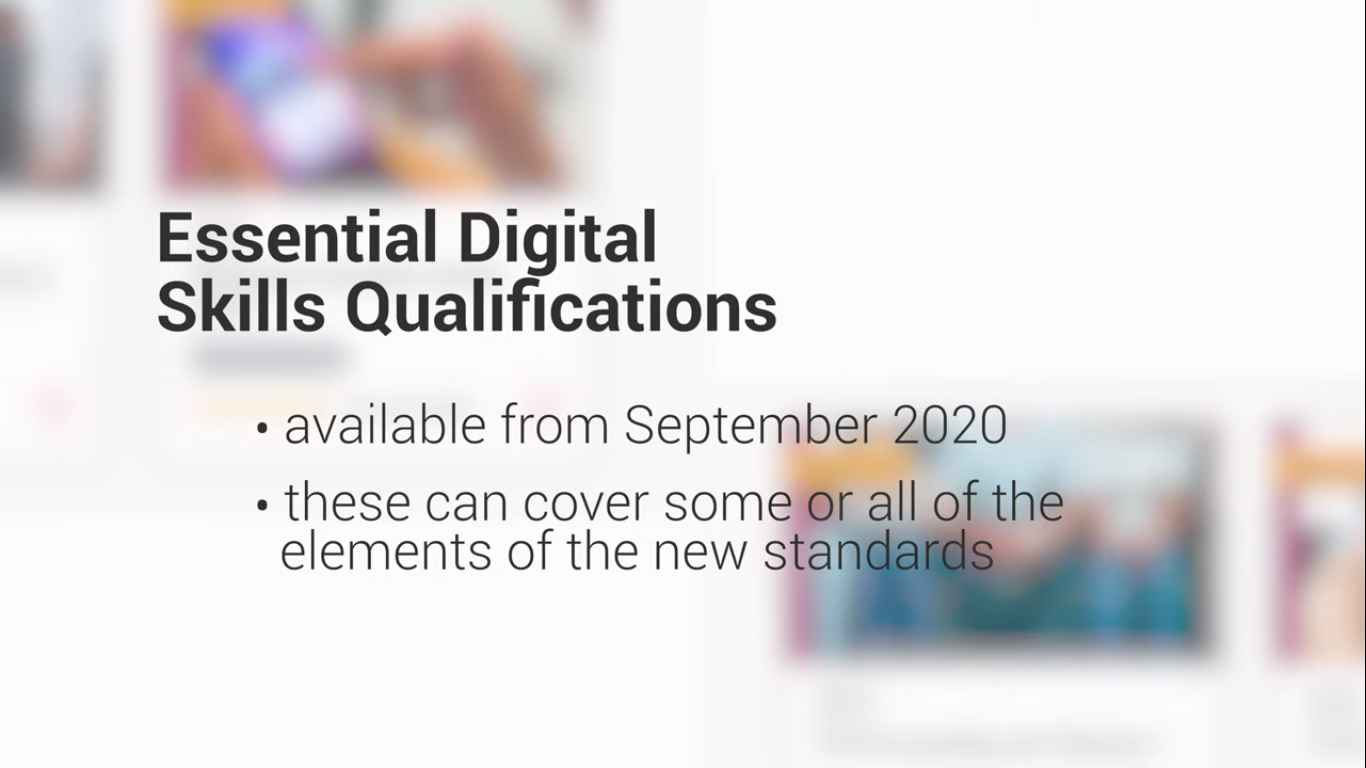 Essential Digital
Skills Qualifications
• available from September 2020
• these can cover some or all of the
elements of the new standards